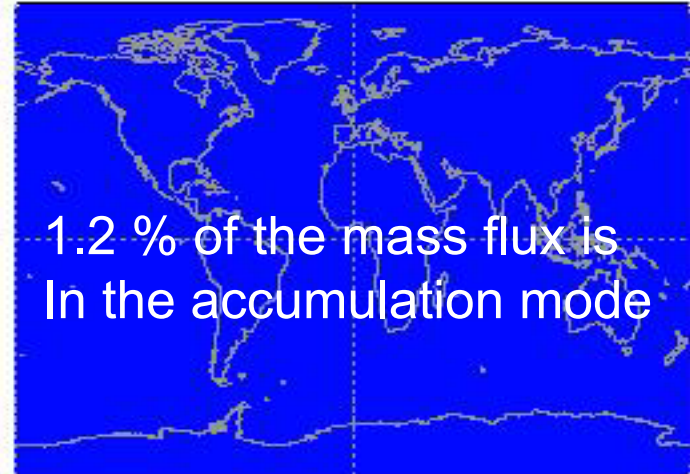 1.2 % of the mass flux is
In the accumulation mode